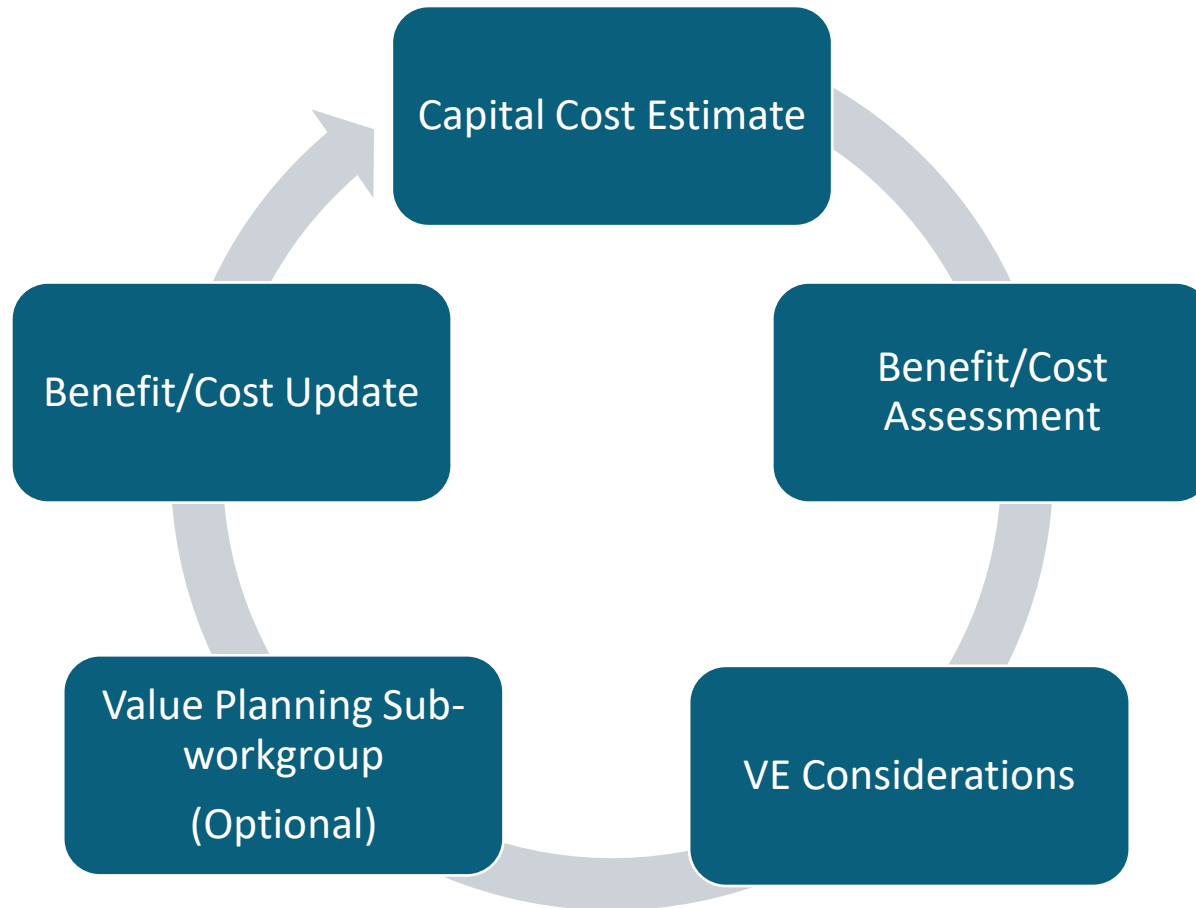 Capital Cost Estimate
Benefit/Cost
Assessment
VE Considerations
Value Planning Sub-
workgroup
(Optional)
Benefit/Cost Update